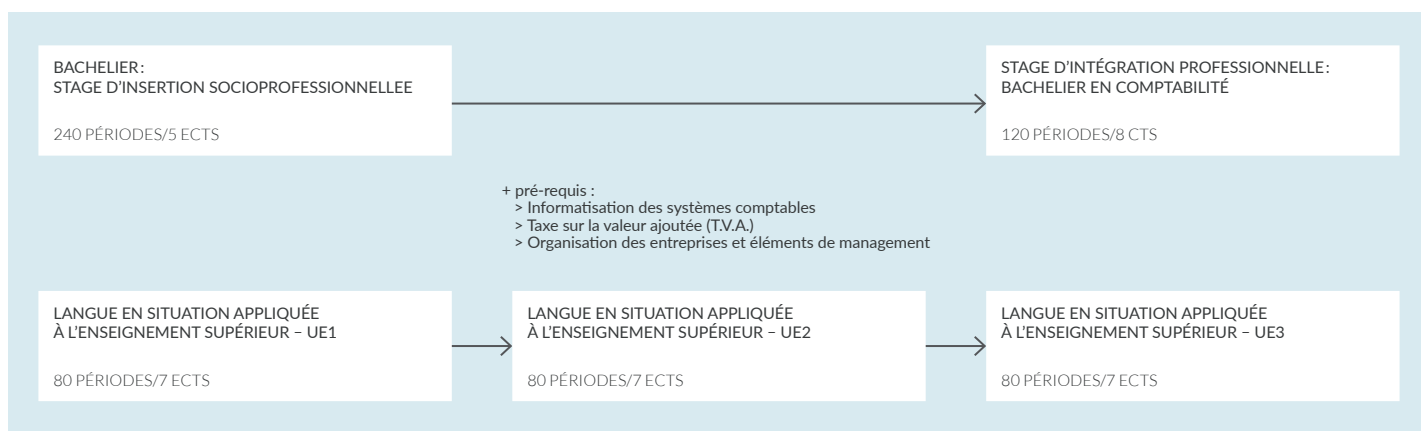 BACHELIER:
STAGE D'INSERTION SOCIOPROFESSIONNELLEE
240 PÉRIODES/5 ECTS
STAGE D'INTÉGRATION PROFESSIONNELLE:
BACHELIER EN COMPTABILITÉ
120 PÉRIODES/8 CTS
+ pré-requis :
> Informatisation des systèmes comptables
> Taxe sur la valeur ajoutée (T.V.A.)
> Organisation des entreprises et éléments de management
LANGUE EN SITUATION APPLIQUÉE
À L'ENSEIGNEMENT SUPÉRIEUR – UE1
80 PÉRIODES/7 ECTS
LANGUE EN SITUATION APPLIQUÉE
À L'ENSEIGNEMENT SUPÉRIEUR – UE2
80 PÉRIODES/7 ECTS
LANGUE EN SITUATION APPLIQUÉE
À L'ENSEIGNEMENT SUPÉRIEUR – UE3
80 PÉRIODES/7 ECTS